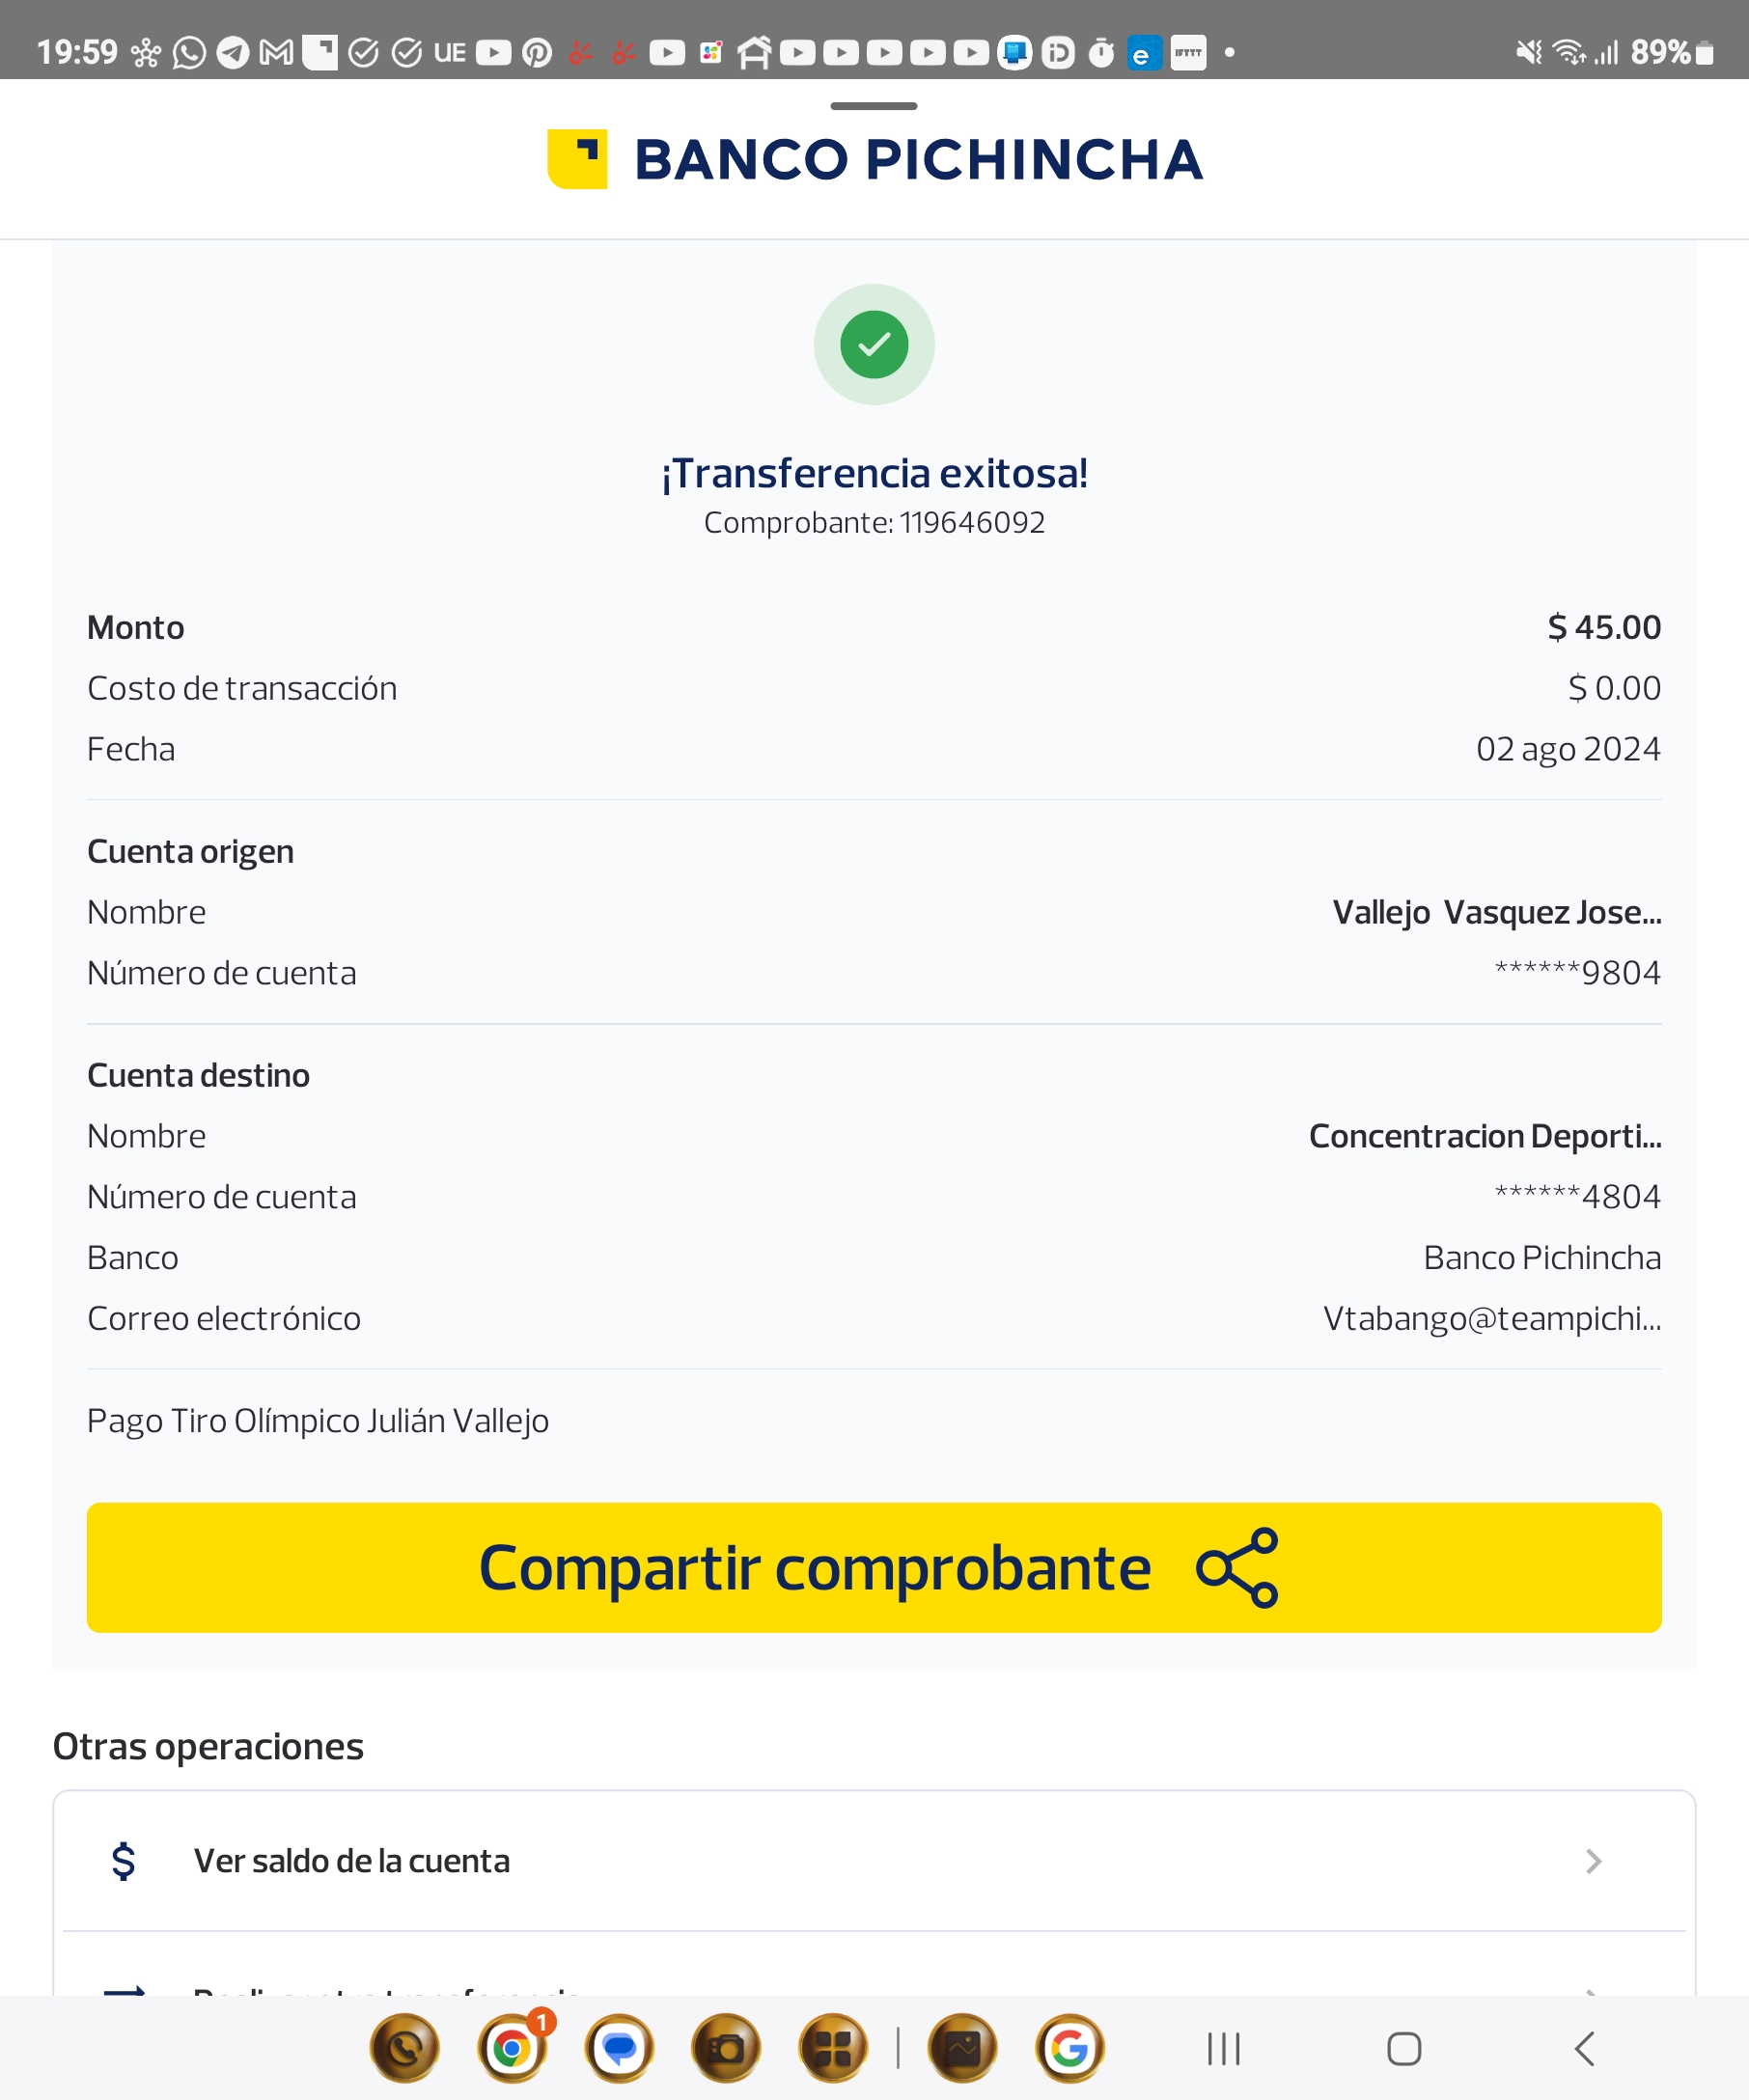 19:59 UE IFTTT 89%
BANCO PICHINCHA
¡Transferencia exitosa!
Comprobante: 119646092
Monto $ 45.00
Costo de transacción $ 0.00
Fecha 02 ago 2024
Cuenta origen
Nombre Vallejo Vasquez Jose...
Número de cuenta ******9804
Cuenta destino
Nombre Concentracion Deporti...
Número de cuenta ******4804
Banco Banco Pichincha
Correo electrónico Vtabango@teampichi...
Pago Tiro Olímpico Julián Vallejo
Compartir comprobante
Otras operaciones
$ Ver saldo de la cuenta
1